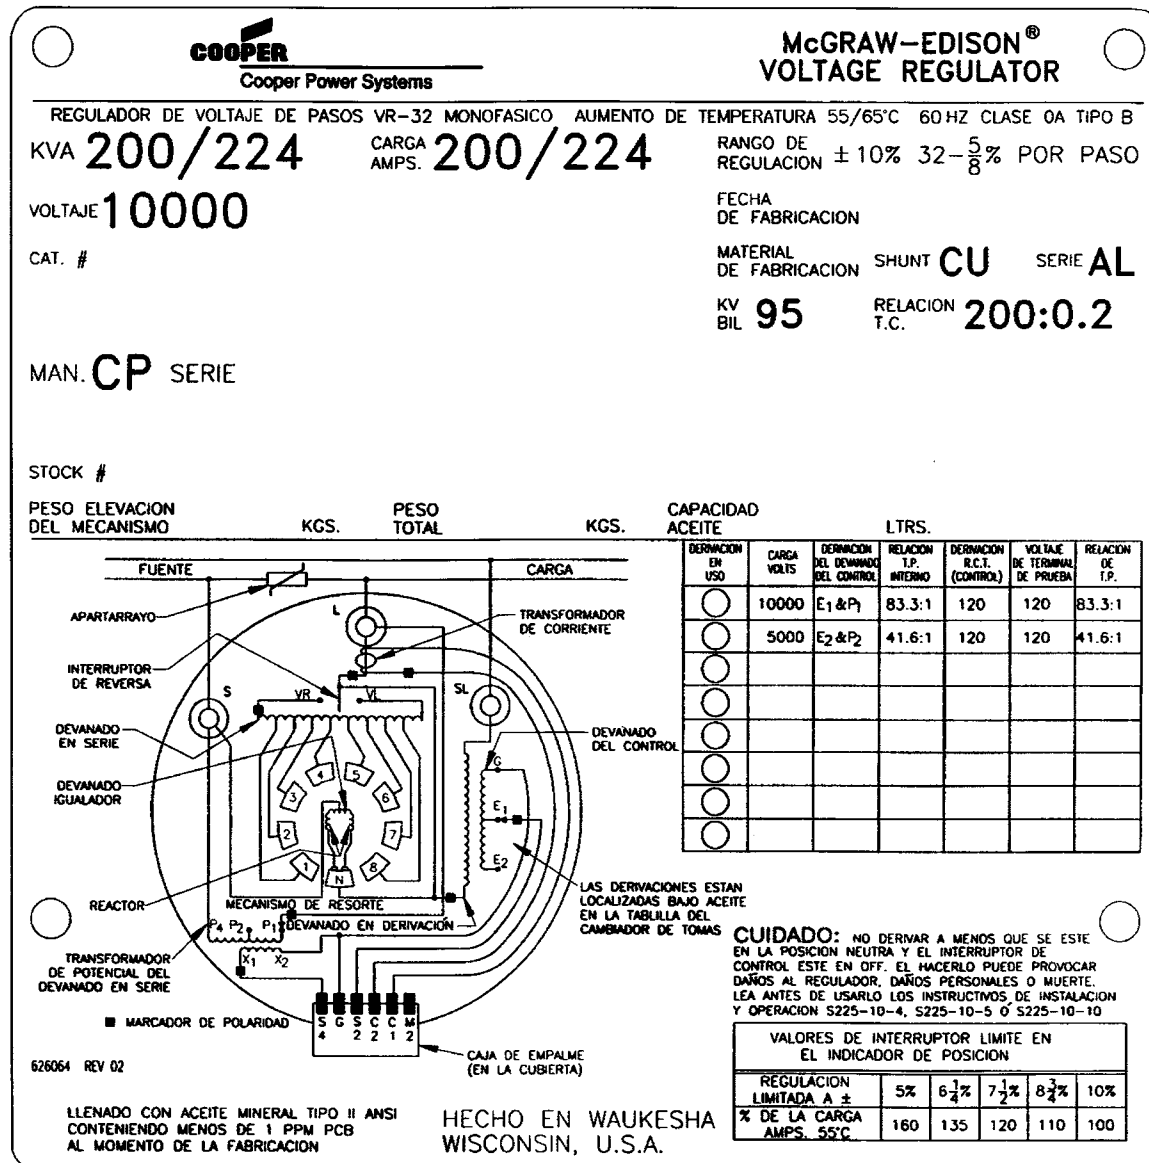 COOPER
Cooper Power Systems
McGRAW-EDISON®
VOLTAGE REGULATOR
REGULADOR DE VOLTAJE DE PASOS VR-32 MONOFASICO AUMENTO DE TEMPERATURA 55/65°C 60 HZ CLASE OA TIPO B
KVA 200/224
CARGA AMPS. 200/224
RANGO DE REGULACION ± 10% 32-5/8% POR PASO
VOLTAJE 10000
FECHA
DE FABRICACION
CAT. #
MATERIAL DE FABRICACION SHUNT CU SERIE AL
KV BIL 95
RELACION T.C. 200:0.2
MAN. CP SERIE
STOCK #
PESO ELEVACION
DEL MECANISMO KGS.
PESO
TOTAL KGS.
CAPACIDAD
ACEITE LTRS.
DERIVACION EN USO
CARGA VOLTS
DERIVACION DEL DEVANADO DEL CONTROL
RELACION T.P. INTERNO
DERIVACION R.C.T. (CONTROL)
VOLTAJE DE TERMINAL DE PRUEBA
RELACION DE T.P.
10000 E1 & P1 83.3:1 120 120 83.3:1
5000 E2 & P2 41.6:1 120 120 41.6:1
FUENTE
CARGA
APARTARRAYO
L
TRANSFORMADOR
DE CORRIENTE
INTERRUPTOR
DE REVERSA
S
VR
VL
SL
DEVANADO
EN SERIE
DEVANADO
DEL CONTROL
DEVANADO
IGUALADOR
G
E1
E2
1
2
3
4
5
6
7
8
N
REACTOR
MECANISMO DE RESORTE
DEVANADO EN DERIVACIÓN
P4 P2 P1
X1 X2
LAS DERIVACIONES ESTAN
LOCALIZADAS BAJO ACEITE
EN LA TABLILLA DEL
CAMBIADOR DE TOMAS
TRANSFORMADOR
DE POTENCIAL DEL
DEVANADO EN SERIE
MARCADOR DE POLARIDAD
S4 G S2 C2 C1 M2
CAJA DE EMPALME
(EN LA CUBIERTA)
626064 REV 02
CUIDADO: NO DERIVAR A MENOS QUE SE ESTE
EN LA POSICION NEUTRA Y EL INTERRUPTOR DE
CONTROL ESTE EN OFF. EL HACERLO PUEDE PROVOCAR
DAÑOS AL REGULADOR, DAÑOS PERSONALES O MUERTE.
LEA ANTES DE USARLO LOS INSTRUCTIVOS DE INSTALACION
Y OPERACION S225-10-4, S225-10-5 Ó S225-10-10
VALORES DE INTERRUPTOR LIMITE EN
EL INDICADOR DE POSICION
REGULACION LIMITADA A ± 5% 6 1/4% 7 1/2% 8 3/4% 10%
% DE LA CARGA AMPS. 55°C 160 135 120 110 100
LLENADO CON ACEITE MINERAL TIPO II ANSI
CONTENIENDO MENOS DE 1 PPM PCB
AL MOMENTO DE LA FABRICACION
HECHO EN WAUKESHA
WISCONSIN, U.S.A.